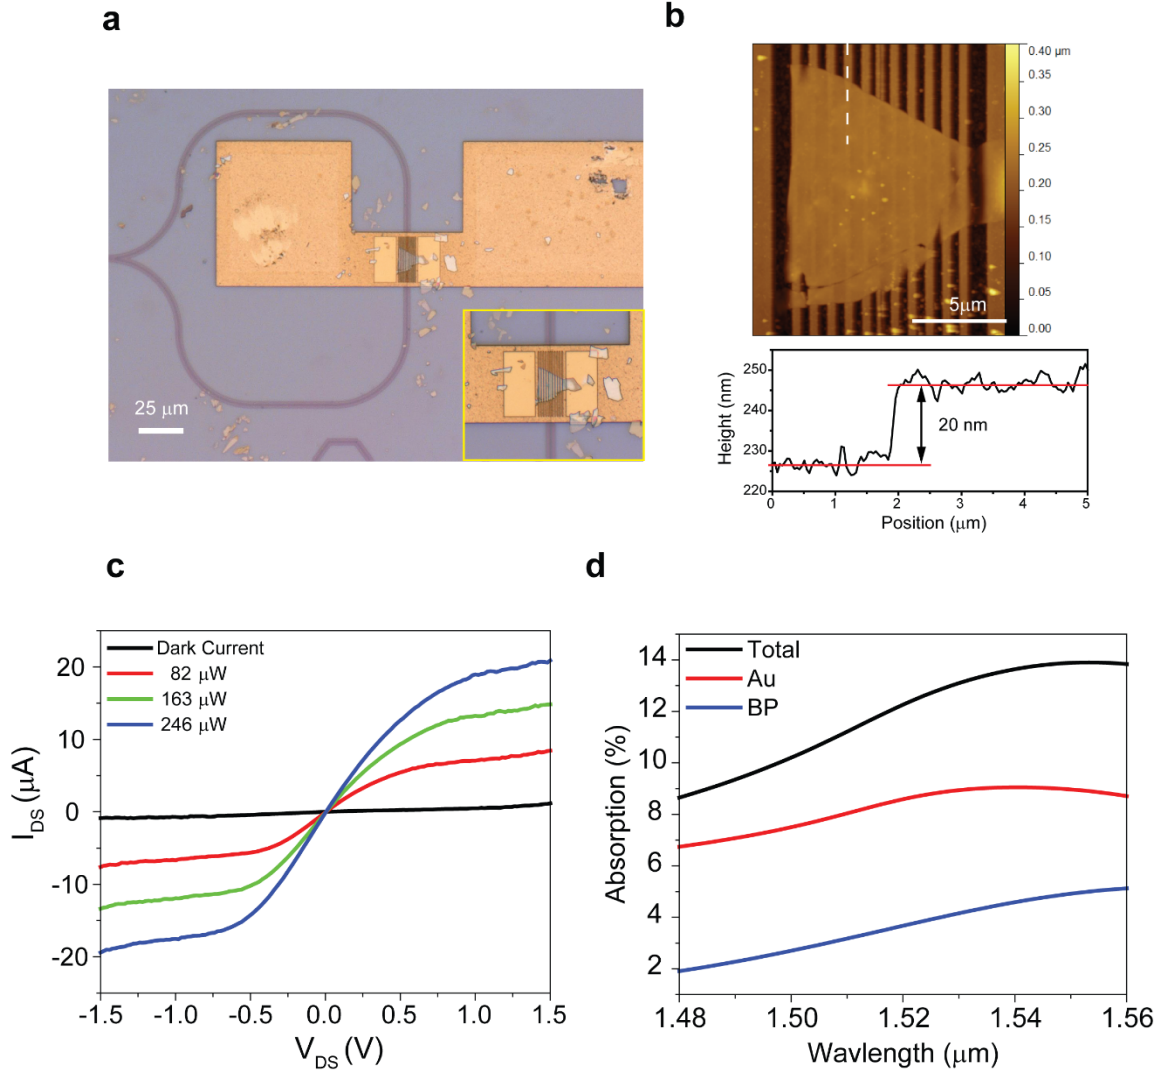 a
25 μm
b
0.40 μm
0.35
0.30
0.25
0.20
0.15
0.10
0.05
0.00
5μm
Height (nm)
250
240
230
220
20 nm
0 1 2 3 4 5
Position (μm)
c
I_DS (μA)
20
10
0
-10
-20
Dark Current
82 μW
163 μW
246 μW
-1.5 -1.0 -0.5 0.0 0.5 1.0 1.5
V_DS (V)
d
Absorption (%)
14
12
10
8
6
4
2
Total
Au
BP
1.48 1.50 1.52 1.54 1.56
Wavlength (μm)